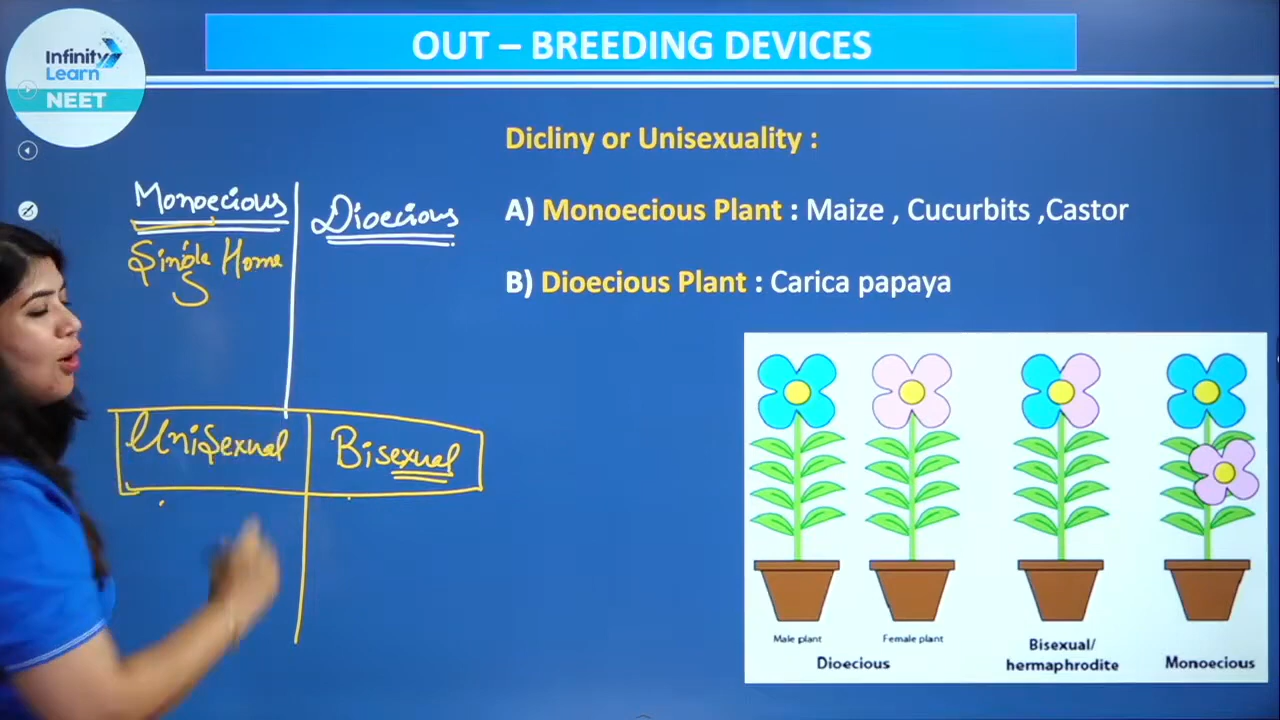 Infinity
Learn
NEET
OUT – BREEDING DEVICES
Dicliny or Unisexuality :
A) Monoecious Plant : Maize , Cucurbits ,Castor
B) Dioecious Plant : Carica papaya
Monoecious
Dioecious
Single Home
S
Unisexual
Bisexual
Male plant
Female plant
Dioecious
Bisexual/
hermaphrodite
Monoecious